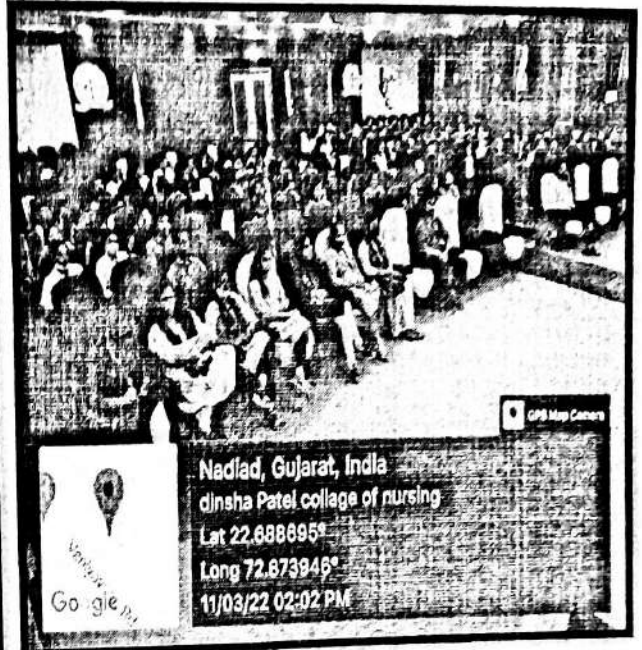 GPS Map Camera
Nadiad, Gujarat, India
dinsha Patel collage of nursing
Lat 22.688695°
Long 72.873946°
11/03/22 02:02 PM
Google